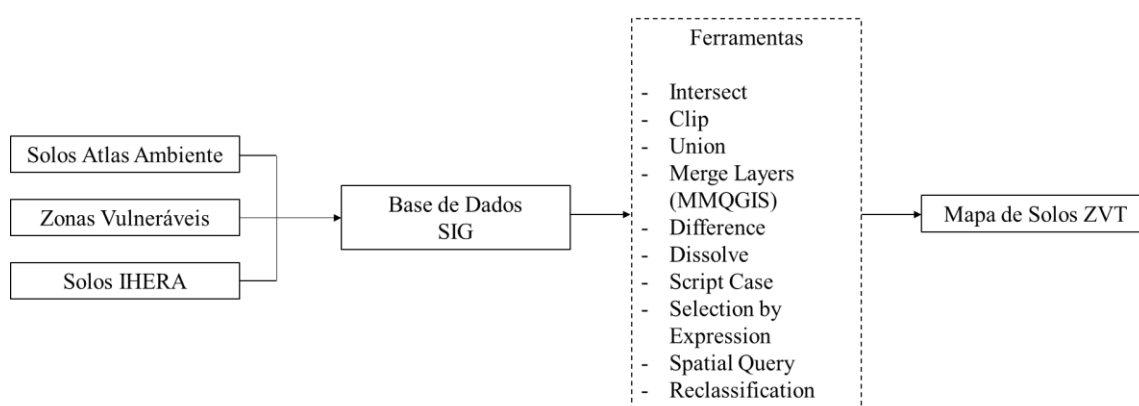 Solos Atlas Ambiente
Zonas Vulneráveis
Solos IHERA
Base de Dados
SIG
Ferramentas
- Intersect
- Clip
- Union
- Merge Layers
(MMQGIS)
- Difference
- Dissolve
- Script Case
- Selection by
Expression
- Spatial Query
- Reclassification
Mapa de Solos ZVT